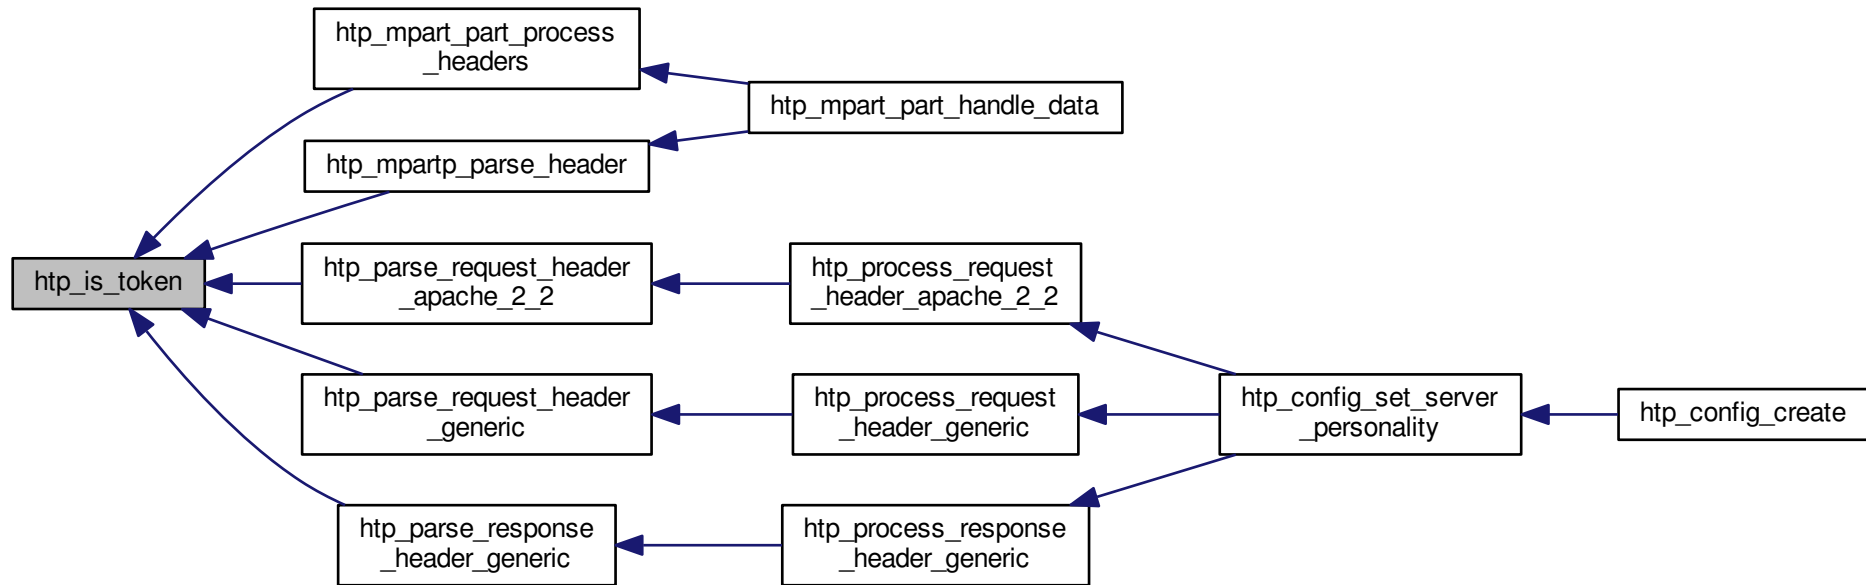 htp_mpart_part_process
_headers
htp_mpart_part_handle_data
htp_mpartp_parse_header
htp_is_token
htp_parse_request_header
_apache_2_2
htp_process_request
_header_apache_2_2
htp_parse_request_header
_generic
htp_process_request
_header_generic
htp_config_set_server
_personality
htp_config_create
htp_parse_response
_header_generic
htp_process_response
_header_generic